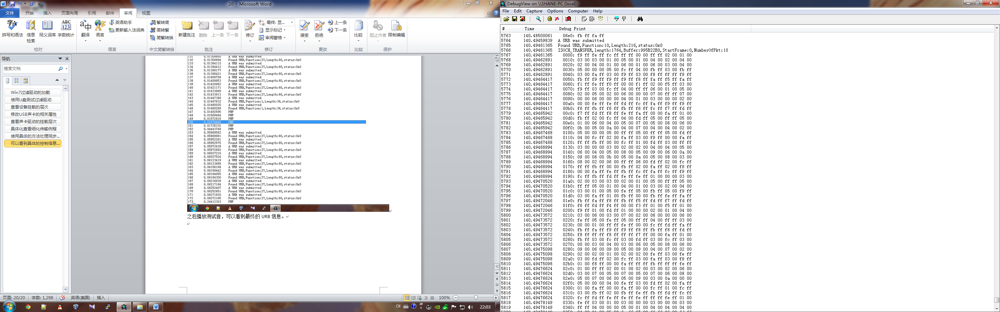 20 - Microsoft Word
文件 开始 插入 页面布局 引用 邮件 审阅 视图
拼写和语法 信息检索 同义词库 字数统计
校对
翻译 语言 英语助手 更新输入法词典
语言
繁转简
简转繁
简繁转换
中文简繁转换
新建批注 删除 上一条 下一条
批注
修订 最终: 显... 显示标记 审阅窗格
修订
接受 拒绝 上一条 下一条
更改
比较
比较
阻止作者 限制编辑
保护
导航
搜索文档
Win7过滤驱动的加载
使用U盘测试过滤驱动
查看设备挂载的层次
修改USB声卡的相关属性
查看声卡驱动的挂载层次
具体化查看细化传输例程
使用具体的方法处理同步...
可以看到具体的控制信息...
131 0.01358650 A URB was submitted
132 0.01358894 Found URB,Function:27,Length:80,status:0x0
133 0.01384133 A URB was submitted
134 0.01384412 Found URB,Function:27,Length:80,status:0x0
135 0.01396177 A URB was submitted
136 0.01396421 Found URB,Function:27,Length:80,status:0x0
137 0.01408709 A URB was submitted
138 0.01408953 Found URB,Function:27,Length:80,status:0x0
139 0.01420962 A URB was submitted
140 0.01421171 Found URB,Function:27,Length:80,status:0x0
141 0.01433669 A URB was submitted
142 0.01433913 Found URB,Function:27,Length:80,status:0x0
143 0.01447388 A URB was submitted
144 0.01447632 Found URB,Function:1,Length:36,status:0x0
145 0.01460025 A URB was submitted
146 0.01460269 Found URB,Function:1,Length:36,status:0x0
147 0.01492595 PNP
148 0.01569464 PNP
149 0.01572815 PNP
150 0.01578645 PNP
151 0.01725332 PNP
152 0.04443748 PNP
153 0.05869562 A URB was submitted
154 0.05869981 Found URB,Function:27,Length:80,status:0x0
155 0.05952261 A URB was submitted
156 0.05952575 Found URB,Function:27,Length:80,status:0x0
157 0.05972438 A URB was submitted
158 0.05972682 Found URB,Function:27,Length:80,status:0x0
159 0.06027210 A URB was submitted
160 0.06027524 Found URB,Function:27,Length:80,status:0x0
161 0.06123419 A URB was submitted
162 0.06123698 Found URB,Function:27,Length:80,status:0x0
163 0.06156198 A URB was submitted
164 0.06156442 Found URB,Function:27,Length:80,status:0x0
165 0.06184055 A URB was submitted
166 0.06184300 Found URB,Function:27,Length:80,status:0x0
167 0.06216939 A URB was submitted
168 0.06217184 Found URB,Function:27,Length:80,status:0x0
169 0.06252407 A URB was submitted
170 0.06252651 Found URB,Function:27,Length:80,status:0x0
171 0.06271920 A URB was submitted
172 0.06272165 Found URB,Function:27,Length:80,status:0x0
173 0.24412303 PNP
之后播放测试音，可以看到最终的 URB 信息。
页面: 20/20 字数: 1,298 英语(美国) 插入 100%
CH 22:03
DebugView on \\SHANE-PC (local)
File Edit Capture Options Computer Help
# Time Debug Print
5763 140.48500061 06e0: fb ff fa ff
5764 140.49459839 A URB was submitted
5765 140.49461365 Found URB,Function:10,Length:216,status:0x0
5766 140.49461365 ISOCH_TRANSFER,length:1764,Buffer:995B22B0,StartFrame:0,NumberOfPkt:10
5767 140.49461365 0000: f9 ff fe ff fc ff ff ff 00 00 ff ff 02 00 01 00
5768 140.49462891 0010: 03 00 03 00 01 00 05 00 01 00 04 00 02 00 04 00
5769 140.49462891 0020: 02 00 04 00 01 00 06 00 01 00 06 00 03 00 04 00
5770 140.49462891 0030: 05 00 00 00 05 00 fc ff 04 00 fb ff 03 00 fb ff
5771 140.49462891 0040: 03 00 fa ff 03 00 f9 ff 03 00 f8 ff ff ff f9 ff
5772 140.49464417 0050: fb ff f9 ff f9 ff f9 ff f8 ff fa ff f5 ff fa ff
5773 140.49464417 0060: f1 ff fe ff f0 ff 00 00 f1 ff 02 00 f5 ff 03 00
5774 140.49464417 0070: f9 ff 03 00 fc ff 04 00 ff ff 06 00 01 00 05 00
5775 140.49464417 0080: 02 00 05 00 02 00 06 00 00 00 07 00 ff ff 07 00
5776 140.49464417 0090: 00 00 06 00 00 00 04 00 01 00 03 00 00 00 02 00
5777 140.49464417 00a0: 00 00 fe ff fe ff fd ff fc ff fa ff f9 ff f9 ff
5778 140.49464417 00b0: f6 ff fb ff f6 ff fb ff f6 ff fc ff f7 ff fd ff
5779 140.49465942 00c0: f7 ff fd ff f8 ff fe ff fa ff 00 00 fa ff 01 00
5780 140.49465942 00d0: fb ff 02 00 fc ff 04 00 fd ff 05 00 ff ff 05 00
5781 140.49465942 00e0: 01 00 06 00 04 00 05 00 07 00 05 00 08 00 06 00
5782 140.49465942 00f0: 0b 00 05 00 0a 00 04 00 07 00 04 00 04 00 02 00
5783 140.49467468 0100: 05 00 00 00 05 00 ff ff 05 00 ff ff 05 00 fd ff
5784 140.49467468 0110: 04 00 fc ff 02 00 fa ff 03 00 f9 ff 00 00 fa ff
5785 140.49467468 0120: ff ff fb ff 00 00 fc ff 01 00 fd ff 03 00 ff ff
5786 140.49468994 0130: 03 00 00 00 03 00 02 00 02 00 04 00 04 00 05 00
5787 140.49468994 0140: 06 00 04 00 05 00 08 00 05 00 09 00 06 00 0a 00
5788 140.49468994 0150: 09 00 08 00 0b 00 05 00 0a 00 05 00 08 00 03 00
5789 140.49468994 0160: 08 00 02 00 06 00 ff ff 06 00 fd ff 02 00 fc ff
5790 140.49468994 0170: ff ff fb ff 00 00 fb ff 02 00 fa ff 02 00 f9 ff
5791 140.49468994 0180: 00 00 fa ff fe ff fb ff fc ff fa ff fc ff f9 ff
5792 140.49468994 0190: fc ff fb ff fd ff fe ff fe ff 01 00 00 00 03 00
5793 140.49470520 01a0: 02 00 03 00 03 00 02 00 01 00 05 00 ff ff 05 00
5794 140.49470520 01b0: ff ff 05 00 01 00 04 00 01 00 03 00 02 00 04 00
5795 140.49470520 01c0: 03 00 01 00 05 00 fe ff 05 00 fb ff 05 00 f9 ff
5796 140.49470520 01d0: 03 00 fa ff 01 00 fb ff 00 00 fb ff fe ff fa ff
5797 140.49472046 01e0: fb ff fa ff f8 ff fb ff f5 ff fd ff f7 ff fd ff
5798 140.49472046 01f0: f6 ff fd ff f4 ff 00 00 f3 ff 01 00 f5 ff 01 00
5799 140.49472046 0200: f9 ff 01 00 fd ff 01 00 00 00 02 00 01 00 04 00
5800 140.49473572 0210: 03 00 06 00 03 00 07 00 02 00 06 00 00 00 06 00
5801 140.49473572 0220: fe ff 05 00 fe ff 05 00 ff ff 04 00 ff ff 03 00
5802 140.49473572 0230: 00 00 01 00 ff ff fe ff 00 00 fc ff fd ff fa ff
5803 140.49473572 0240: fb ff fa ff f9 ff f9 ff f8 ff fb ff f8 ff fd ff
5804 140.49473572 0250: f8 ff ff ff f8 ff ff ff f7 ff 00 00 fa ff 01 00
5805 140.49473572 0260: fb ff 03 00 fc ff 03 00 fd ff 03 00 fc ff 03 00
5806 140.49473572 0270: 00 00 03 00 04 00 03 00 06 00 05 00 08 00 06 00
5807 140.49475098 0280: 09 00 06 00 09 00 05 00 09 00 04 00 07 00 02 00
5808 140.49475098 0290: 02 00 02 00 01 00 02 00 02 00 fe ff 03 00 fe ff
5809 140.49475098 02a0: 03 00 fd ff 02 00 fc ff 03 00 fa ff 03 00 f9 ff
5810 140.49475098 02b0: 01 00 f8 ff 00 00 fa ff ff ff fb ff ff ff fe ff
5811 140.49476624 02c0: 01 00 ff ff 02 00 01 00 02 00 03 00 02 00 06 00
5812 140.49476624 02d0: 03 00 07 00 05 00 07 00 05 00 07 00 06 00 08 00
5813 140.49476624 02e0: 05 00 07 00 06 00 05 00 09 00 03 00 0a 00 00 00
5814 140.49476624 02f0: 05 00 00 00 04 00 fe ff 03 00 fd ff 02 00 fa ff
5815 140.49476624 0300: 01 00 fa ff 00 00 fa ff 00 00 fc ff 01 00 fc ff
5816 140.49476624 0310: 03 00 fb ff 02 00 fb ff fe ff fb ff fd ff fc ff
5817 140.49476624 0320: fc ff fd ff fe ff fe ff ff ff ff ff fe ff 01 00
5818 140.49478149 0330: fe ff 03 00 01 00 03 00 00 00 03 00 00 00 03 00
5819 140.49478149 0340: ff ff 04 00 00 00 05 00 01 00 04 00 04 00 04 00